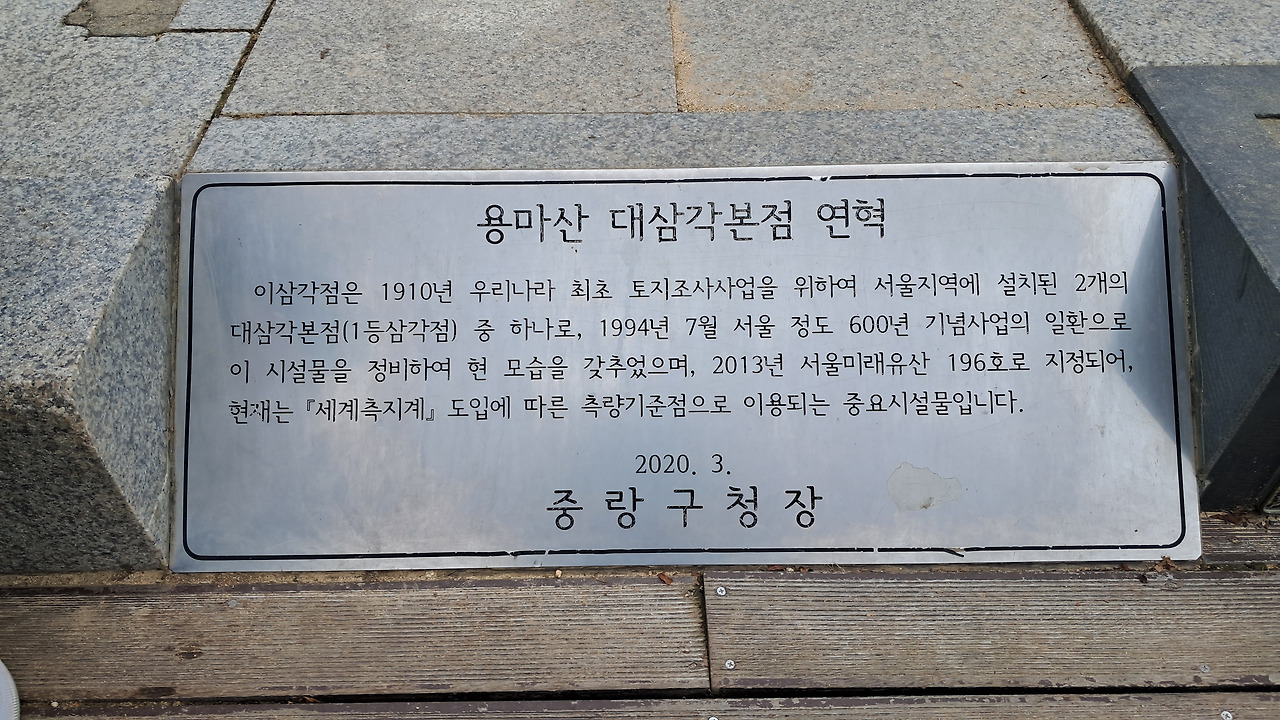 용마산 대삼각본점 연혁
이삼각점은 1910년 우리나라 최초 토지조사사업을 위하여 서울지역에 설치된 2개의
대삼각본점(1등삼각점) 중 하나로, 1994년 7월 서울 정도 600년 기념사업의 일환으로
이 시설물을 정비하여 현 모습을 갖추었으며, 2013년 서울미래유산 196호로 지정되어,
현재는 『세계측지계』 도입에 따른 측량기준점으로 이용되는 중요시설물입니다.
2020. 3.
중랑구청장